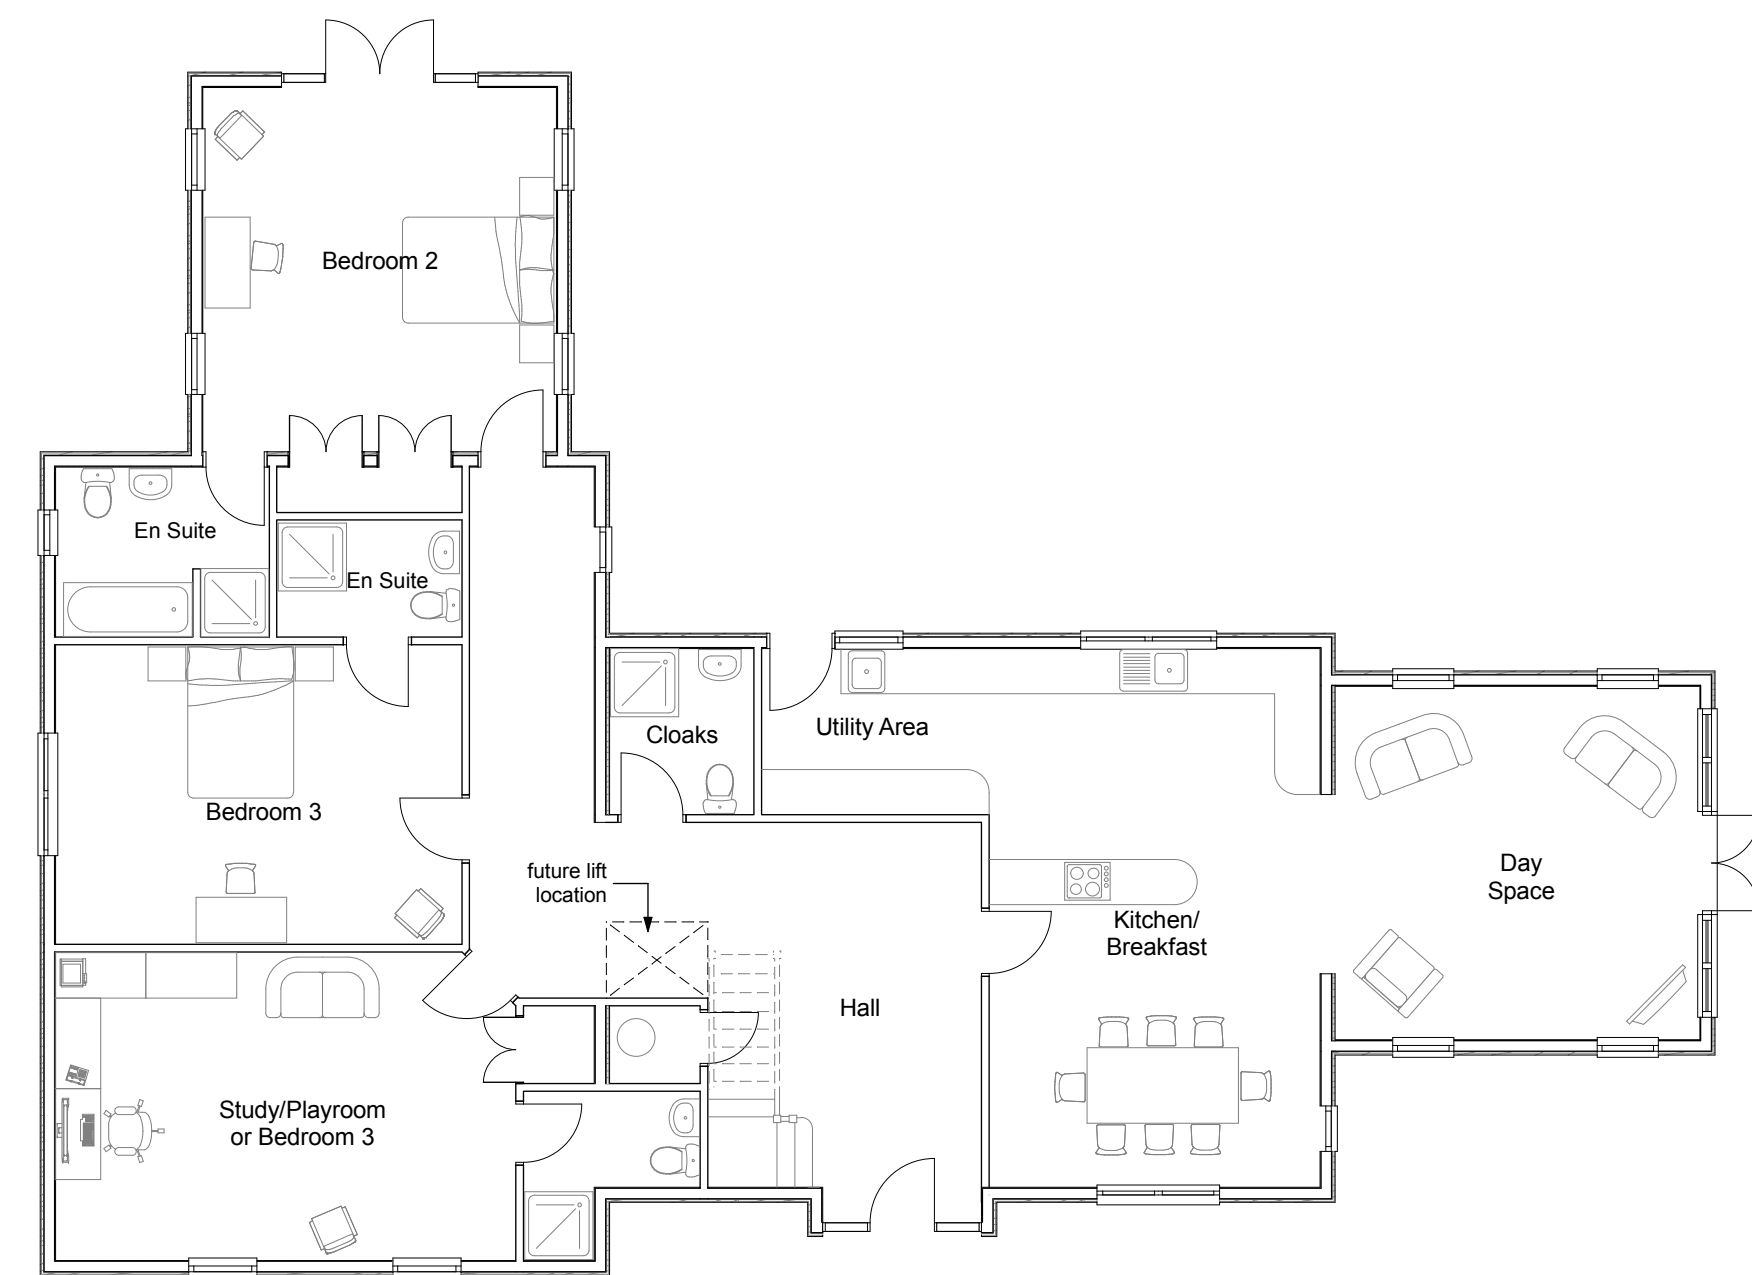 Bedroom 2
En Suite
En Suite
Cloaks
Utility Area
Bedroom 3
future lift
location
Kitchen/
Breakfast
Day
Space
Hall
Study/Playroom
or Bedroom 3